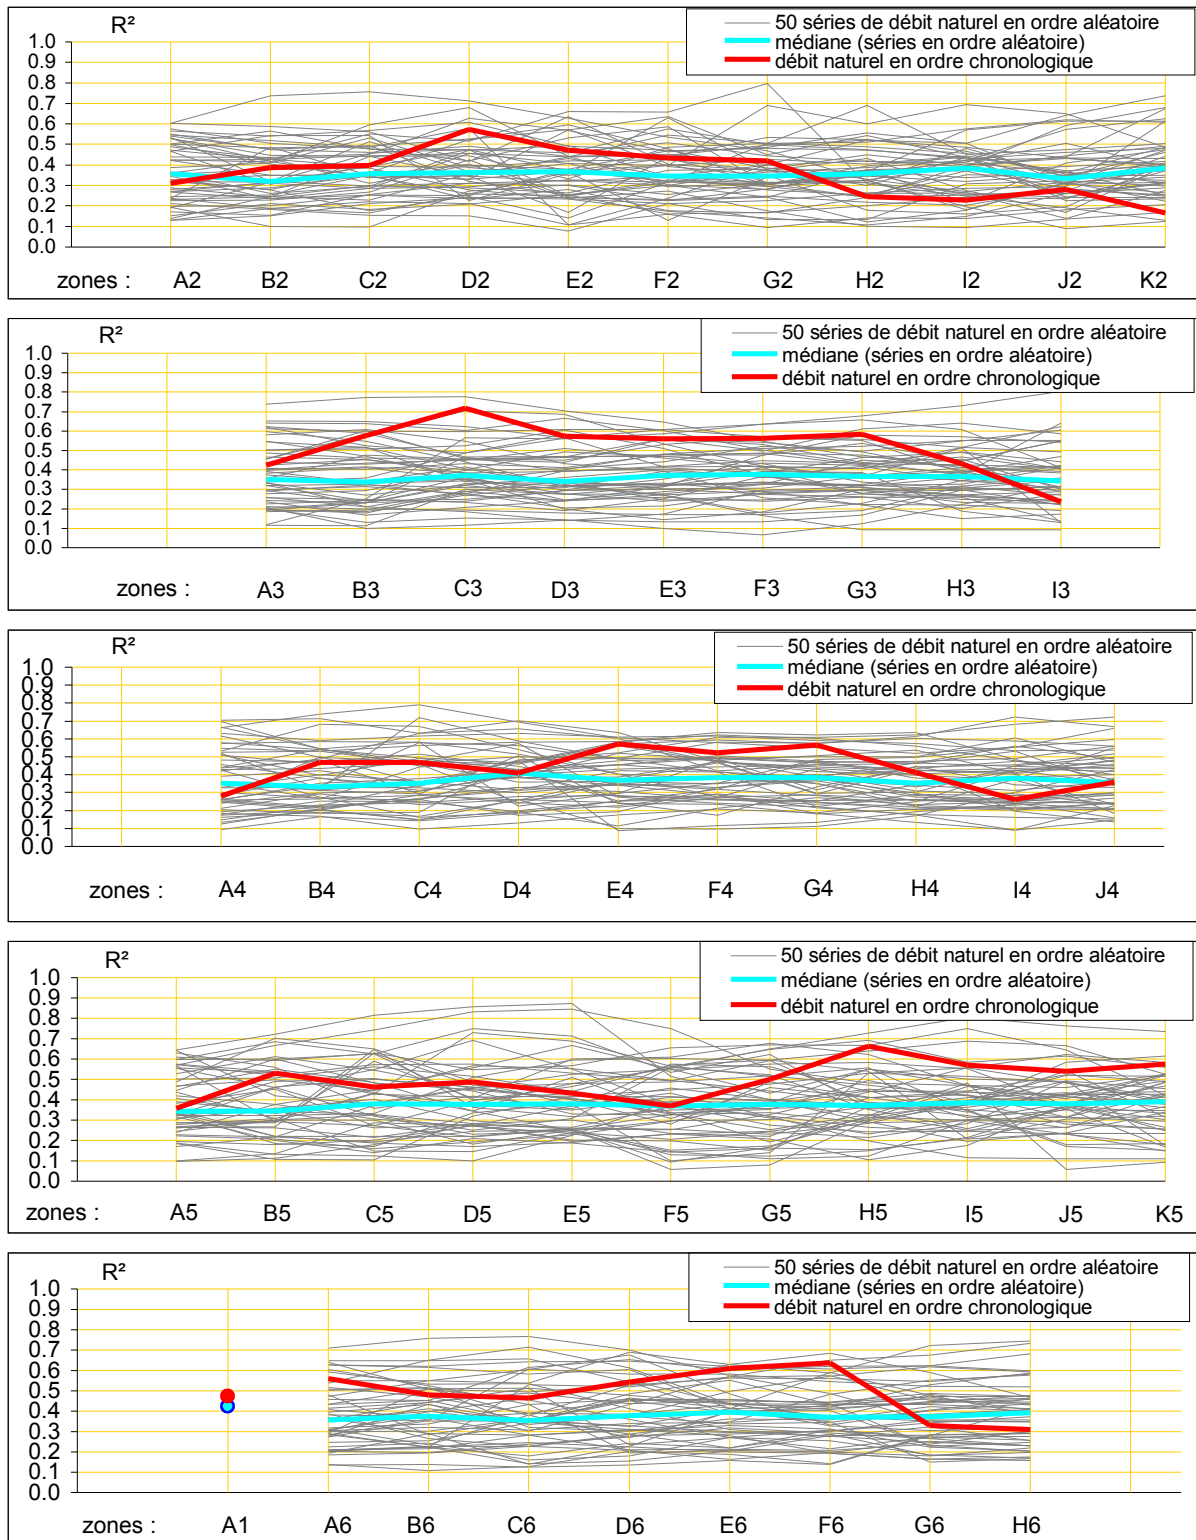 R²
50 séries de débit naturel en ordre aléatoire
médiane (séries en ordre aléatoire)
débit naturel en ordre chronologique
1.0
0.9
0.8
0.7
0.6
0.5
0.4
0.3
0.2
0.1
0.0
zones : A2 B2 C2 D2 E2 F2 G2 H2 I2 J2 K2
R²
50 séries de débit naturel en ordre aléatoire
médiane (séries en ordre aléatoire)
débit naturel en ordre chronologique
1.0
0.9
0.8
0.7
0.6
0.5
0.4
0.3
0.2
0.1
0.0
zones : A3 B3 C3 D3 E3 F3 G3 H3 I3
R²
50 séries de débit naturel en ordre aléatoire
médiane (séries en ordre aléatoire)
débit naturel en ordre chronologique
1.0
0.9
0.8
0.7
0.6
0.5
0.4
0.3
0.2
0.1
0.0
zones : A4 B4 C4 D4 E4 F4 G4 H4 I4 J4
R²
50 séries de débit naturel en ordre aléatoire
médiane (séries en ordre aléatoire)
débit naturel en ordre chronologique
1.0
0.9
0.8
0.7
0.6
0.5
0.4
0.3
0.2
0.1
0.0
zones : A5 B5 C5 D5 E5 F5 G5 H5 I5 J5 K5
R²
50 séries de débit naturel en ordre aléatoire
médiane (séries en ordre aléatoire)
débit naturel en ordre chronologique
1.0
0.9
0.8
0.7
0.6
0.5
0.4
0.3
0.2
0.1
0.0
zones : A1 A6 B6 C6 D6 E6 F6 G6 H6